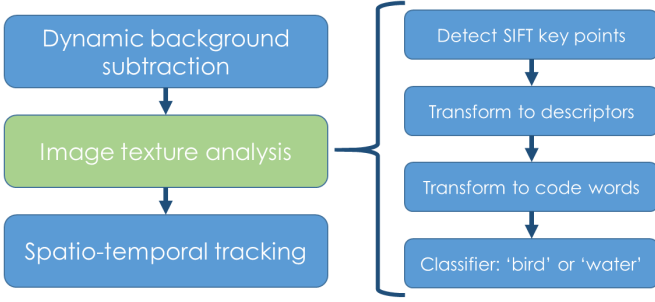 Dynamic background
subtraction
Image texture analysis
Spatio-temporal tracking
Detect SIFT key points
Transform to descriptors
Transform to code words
Classifier: ‘bird’ or ‘water’